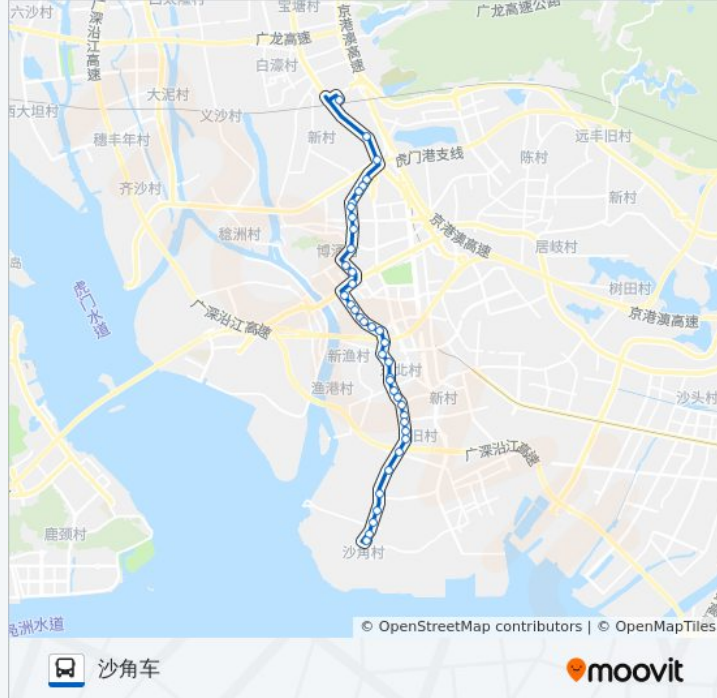 六沙村
宝塘村
广深沿江高速
京港澳高速
广龙高速公路
广龙高速
白濠村
大坭村
西大坦村
义沙村
穗丰年村
新村
远丰旧村
虎门港支线
陈村
齐沙村
新村
稔洲村
京港澳高速
居岐村
博
岛
虎门水道
树田村
广深沿江高速
京港澳高速
新渔村
北村
渔港村
新村
沙头村
旧村
广深沿江高速
鹿颈村
沙角村
洲水道
© OpenStreetMap contributors | © OpenMapTiles
沙角车
moovit